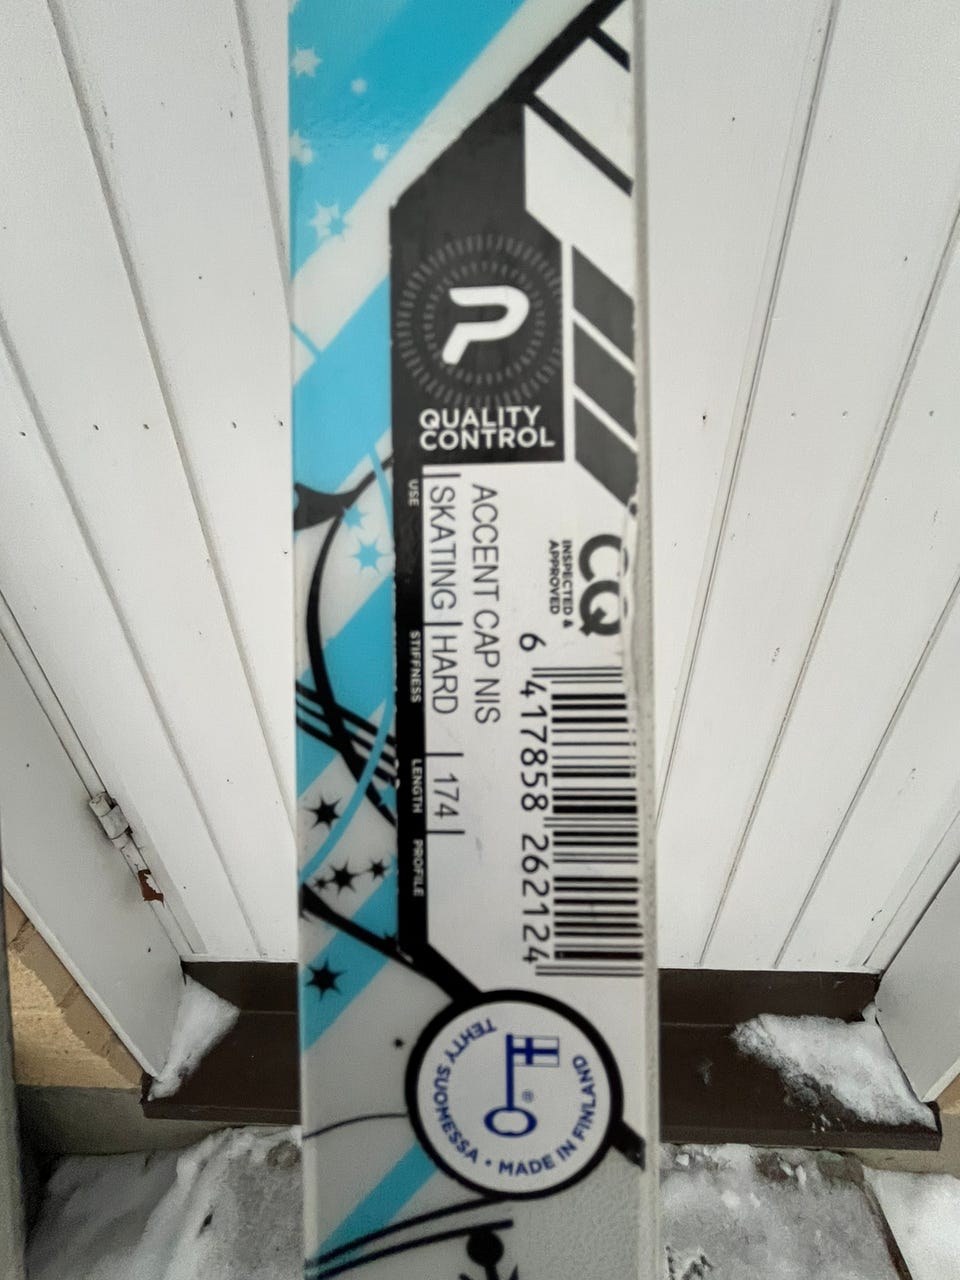 P
QUALITY
CONTROL
CQ
INSPECTED &
APPROVED
6 417858 262124
ACCENT CAP NIS
SKATING | HARD | 174 |
USE STIFFNESS LENGTH PROFILE
TEHTY SUOMESSA • MADE IN FINLAND
®